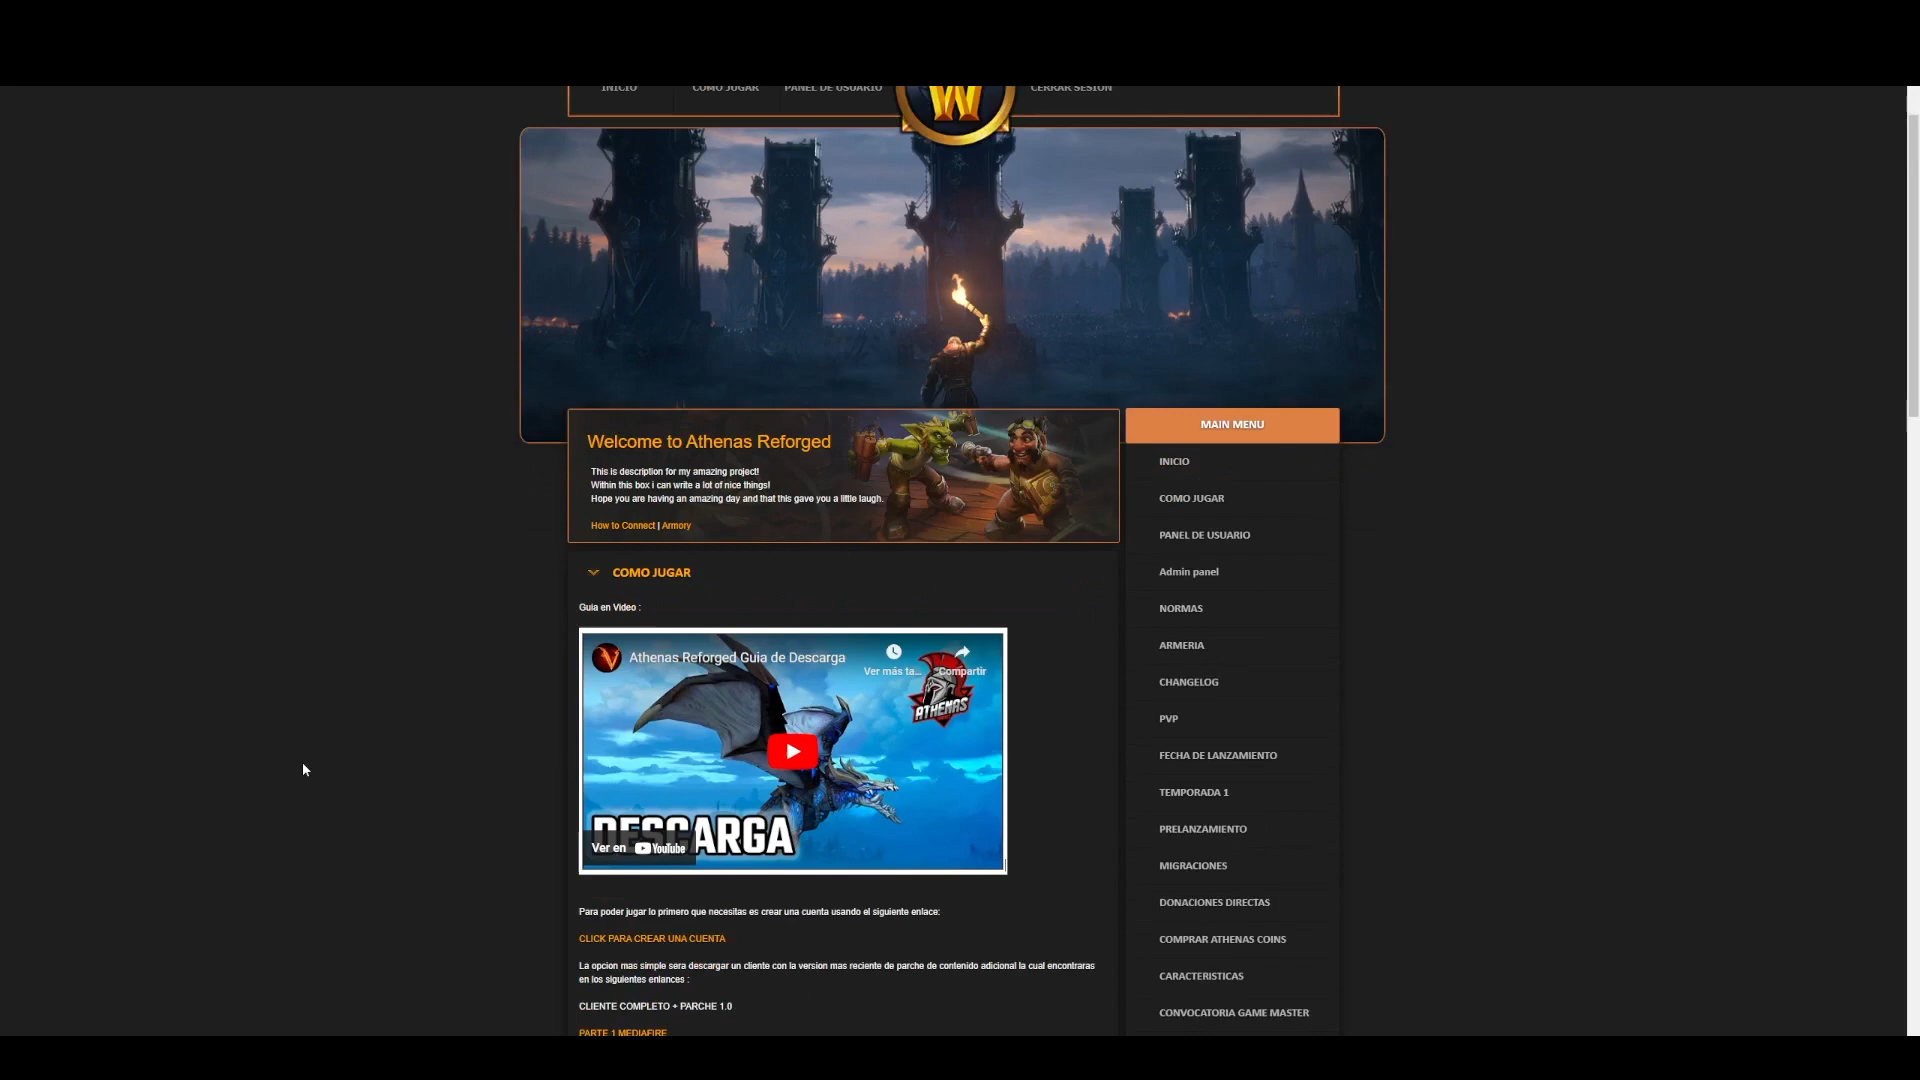 INICIO
COMO JUGAR
PANEL DE USUARIO
W
CERRAR SESION
Welcome to Athenas Reforged
This is description for my amazing project!
Within this box i can write a lot of nice things!
Hope you are having an amazing day and that this gave you a little laugh.
How to Connect | Armory
COMO JUGAR
Guia en Video :
Athenas Reforged Guia de Descarga
Ver más ta...
Compartir
ATHENAS
DESCARGA
Ver en YouTube
Para poder jugar lo primero que necesitas es crear una cuenta usando el siguiente enlace:
CLICK PARA CREAR UNA CUENTA
La opcion mas simple sera descargar un cliente con la version mas reciente de parche de contenido adicional la cual encontraras
en los siguientes enlances :
CLIENTE COMPLETO + PARCHE 1.0
PARTE 1 MEDIAFIRE
MAIN MENU
INICIO
COMO JUGAR
PANEL DE USUARIO
Admin panel
NORMAS
ARMERIA
CHANGELOG
PVP
FECHA DE LANZAMIENTO
TEMPORADA 1
PRELANZAMIENTO
MIGRACIONES
DONACIONES DIRECTAS
COMPRAR ATHENAS COINS
CARACTERISTICAS
CONVOCATORIA GAME MASTER